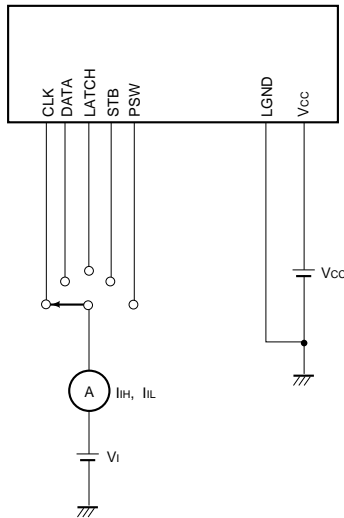 CLK
DATA
LATCH
STB
PSW
LGND
VCC
VCC
A
IIH, IIL
VI